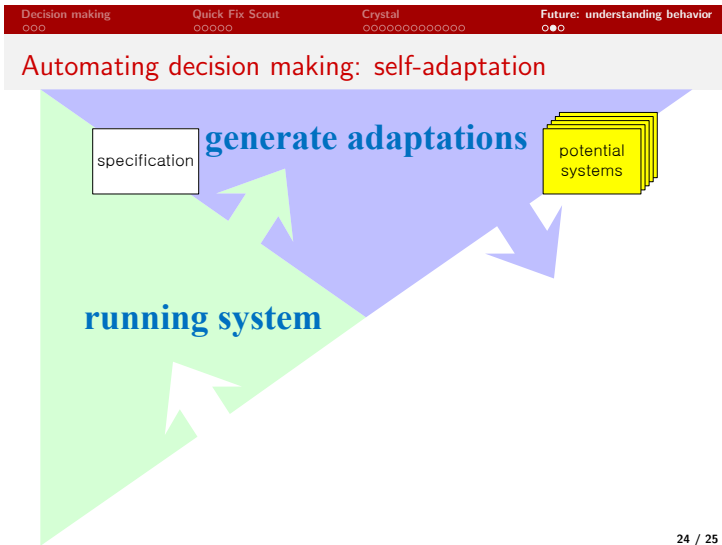 Decision making Quick Fix Scout Crystal Future: understanding behavior
Automating decision making: self-adaptation
generate adaptations
specification
potential
systems
running system
24 / 25